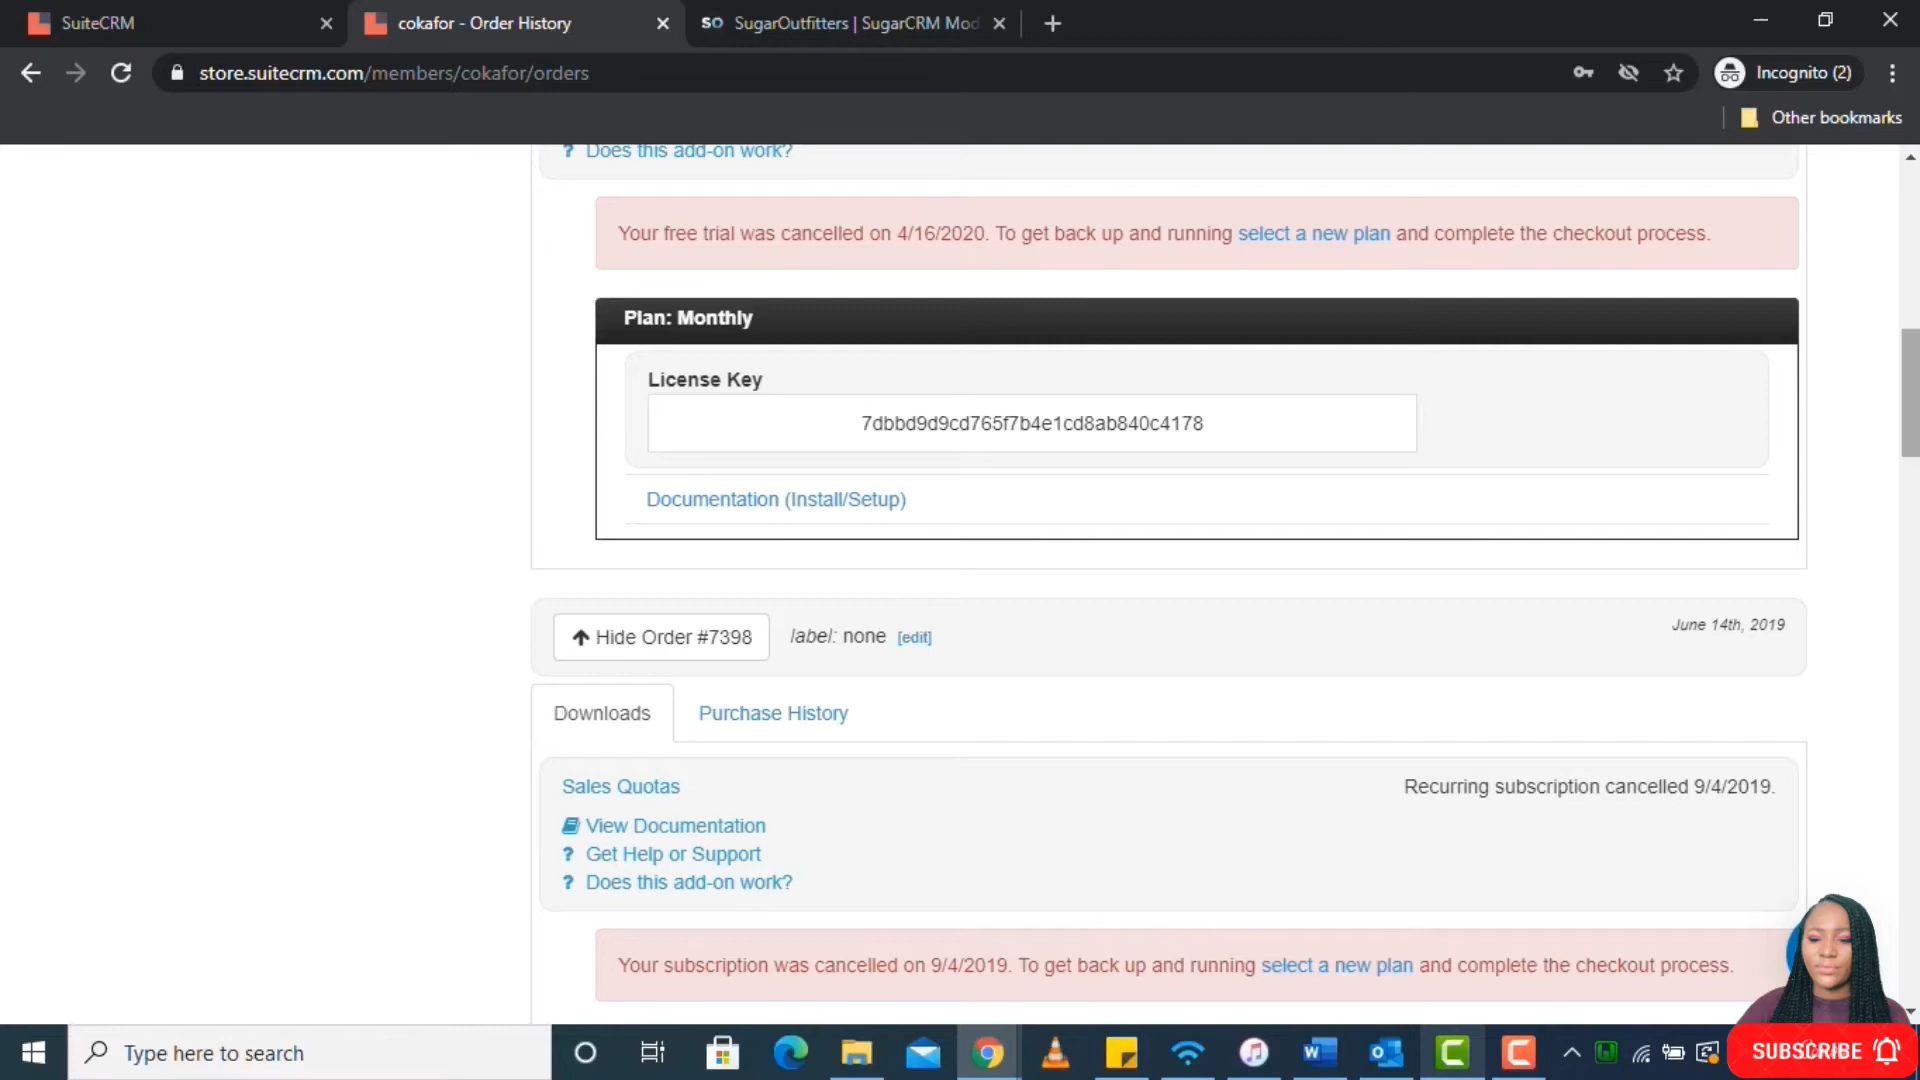 SuiteCRM
cokafor - Order History
SO SugarOutfitters | SugarCRM Mod
store.suitecrm.com/members/cokafor/orders
Incognito (2)
Other bookmarks
? Does this add-on work?
Your free trial was cancelled on 4/16/2020. To get back up and running select a new plan and complete the checkout process.
Plan: Monthly
License Key
7dbbd9d9cd765f7b4e1cd8ab840c4178
Documentation (Install/Setup)
Hide Order #7398
label: none [edit]
June 14th, 2019
Downloads
Purchase History
Sales Quotas
Recurring subscription cancelled 9/4/2019.
View Documentation
? Get Help or Support
? Does this add-on work?
Your subscription was cancelled on 9/4/2019. To get back up and running select a new plan and complete the checkout process.
Type here to search
SUBSCRIBE